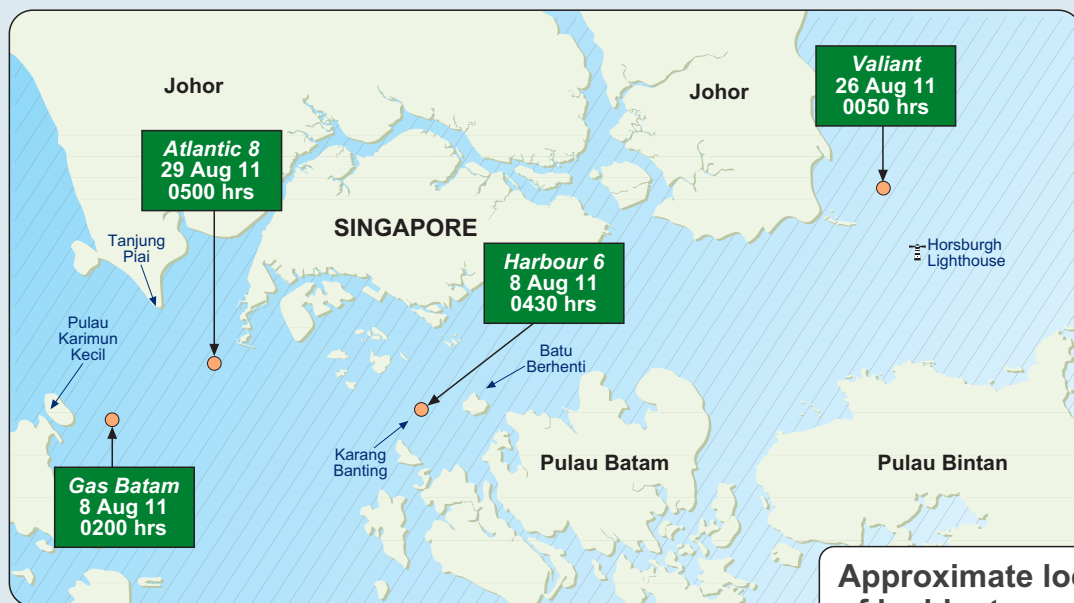 Johor
Johor
Valiant
26 Aug 11
0050 hrs
Atlantic 8
29 Aug 11
0500 hrs
SINGAPORE
Tanjung
Piai
Harbour 6
8 Aug 11
0430 hrs
Horsburgh
Lighthouse
Pulau
Karimun
Kecil
Batu
Berhenti
Karang
Banting
Pulau Batam
Pulau Bintan
Gas Batam
8 Aug 11
0200 hrs
Approximate